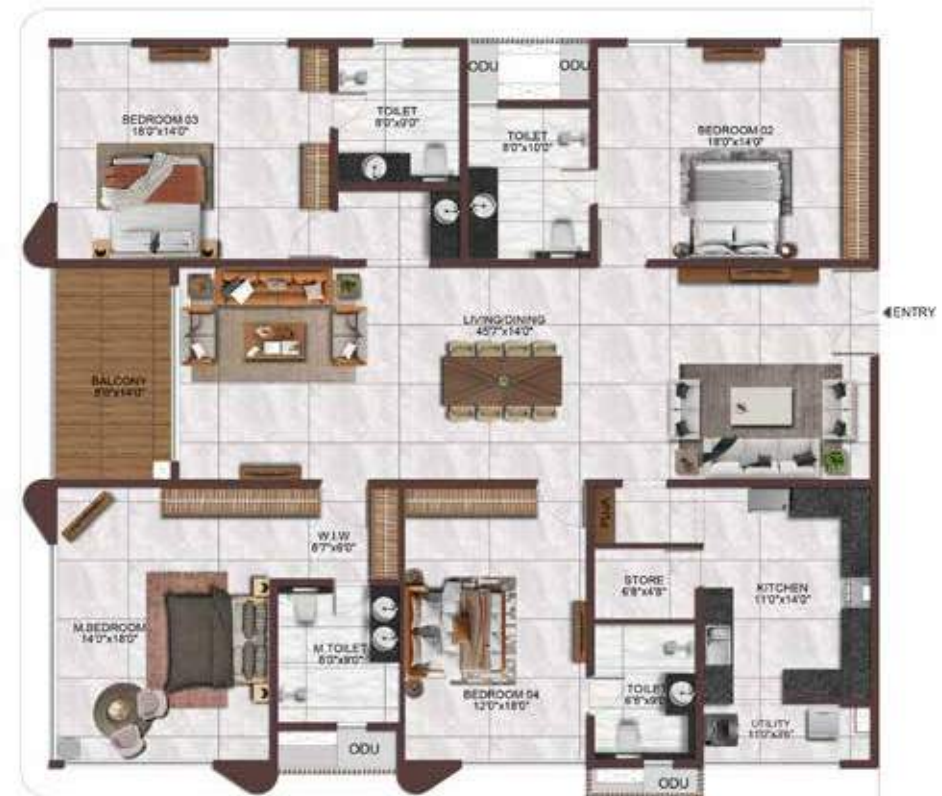 ODU
ODU
TOILET
8'0"x9'0"
BEDROOM 03
18'0"x14'0"
TOILET
8'0"x10'0"
BEDROOM 02
18'0"x14'0"
ENTRY
LIVING/DINING
45'7"x14'0"
BALCONY
8'0"x14'0"
PUJA
W.I.W
8'7"x6'0"
STORE
6'8"x4'8"
KITCHEN
11'0"x14'0"
M.BEDROOM
14'0"x18'0"
M.TOILET
8'0"x9'0"
BEDROOM 04
12'0"x18'0"
TOILET
UTILITY
ODU
ODU